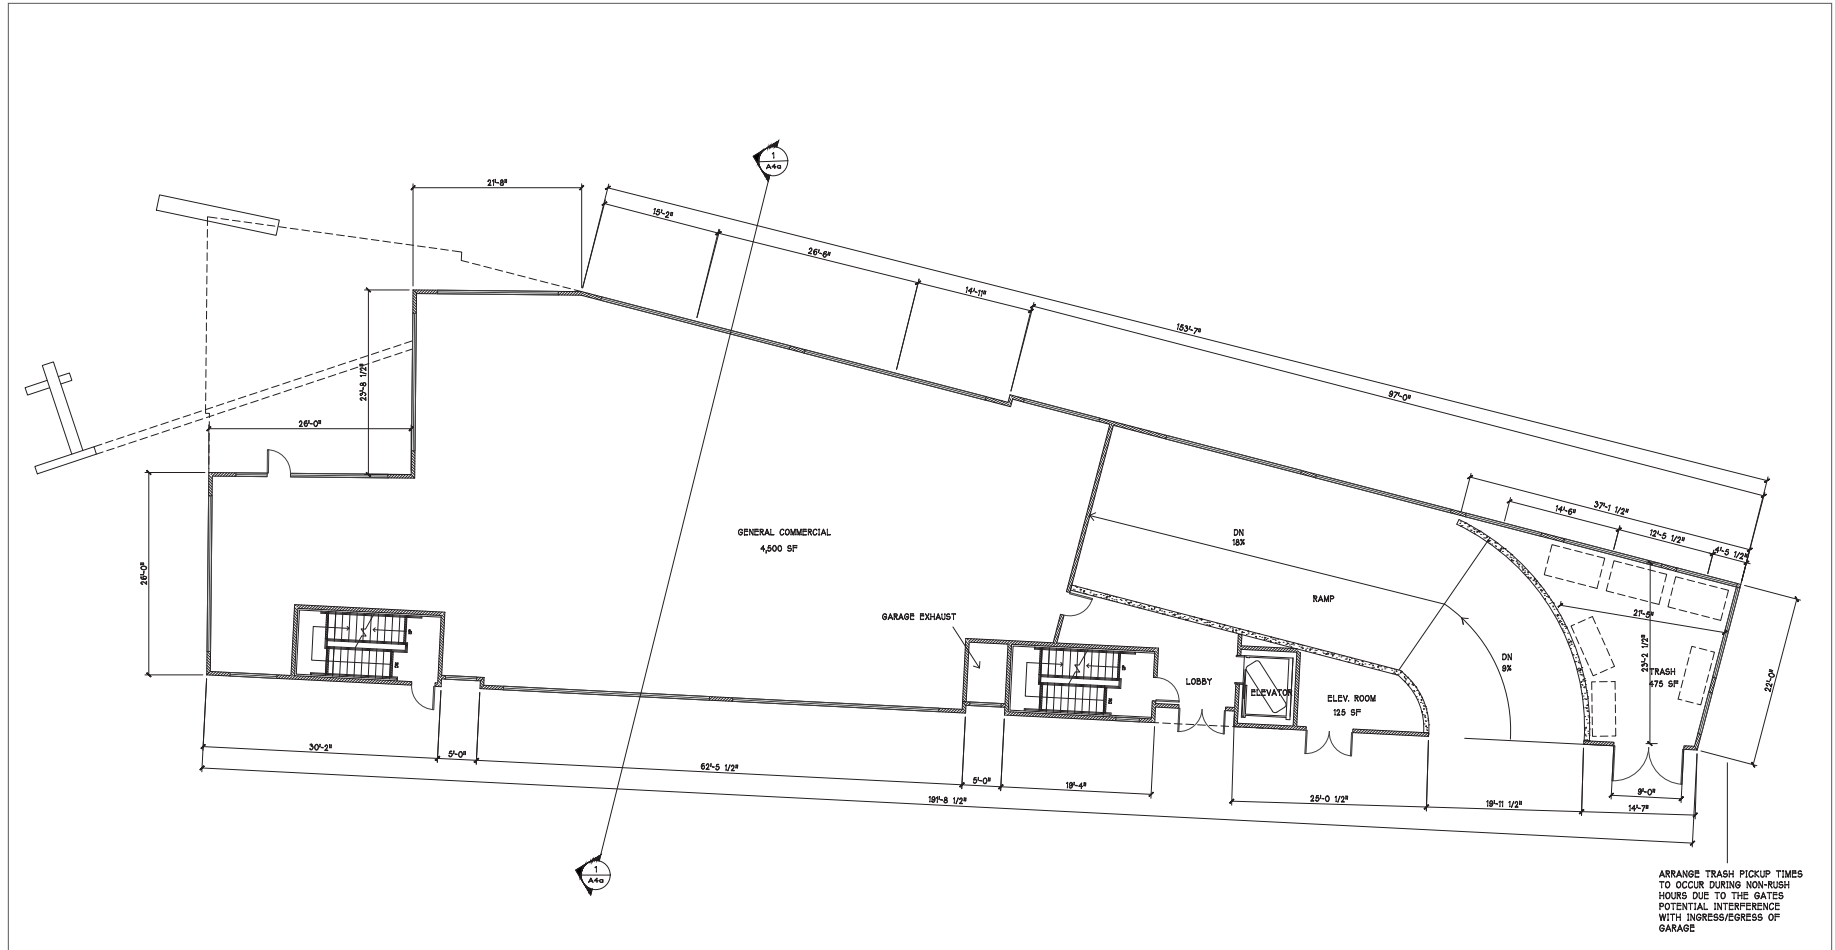 1
A4a
21'-8"
15'-2"
26'-6"
14'-11"
153'-7"
97'-0"
23'-8 1/2"
26'-0"
37'-1 1/2"
14'-6"
12'-5 1/2"
4'-5 1/2"
GENERAL COMMERCIAL
4,500 SF
DN
18%
26'-0"
RAMP
21'-5"
GARAGE EXHAUST
23'-2 1/2"
DN
9%
TRASH
475 SF
22'-0"
LOBBY
ELEVATOR
ELEV. ROOM
125 SF
30'-2"
5'-0"
62'-5 1/2"
5'-0"
19'-4"
25'-0 1/2"
19'-11 1/2"
9'-0"
14'-7"
191'-8 1/2"
1
A4a
ARRANGE TRASH PICKUP TIMES
TO OCCUR DURING NON-RUSH
HOURS DUE TO THE GATES
POTENTIAL INTERFERENCE
WITH INGRESS/EGRESS OF
GARAGE